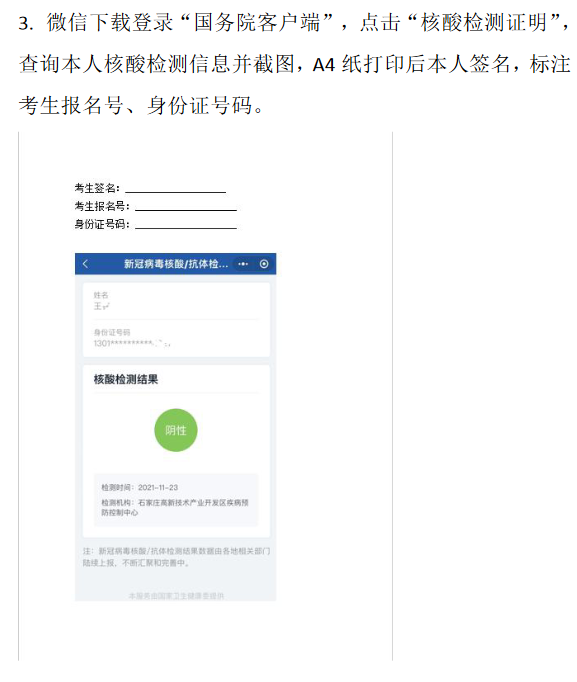 3. 微信下载登录“国务院客户端”，点击“核酸检测证明”，
查询本人核酸检测信息并截图，A4 纸打印后本人签名，标注
考生报名号、身份证号码。
考生签名：
考生报名号：
身份证号码：
新冠病毒核酸/抗体检...
姓名
王
身份证号码
1301**********
核酸检测结果
阴性
检测时间：2021-11-23
检测机构：石家庄高新技术产业开发区疾病预
防控制中心
注：新冠病毒核酸/抗体检测结果数据由各地相关部门
陆续上报，不断汇聚和完善中。
本服务由国家卫生健康委提供